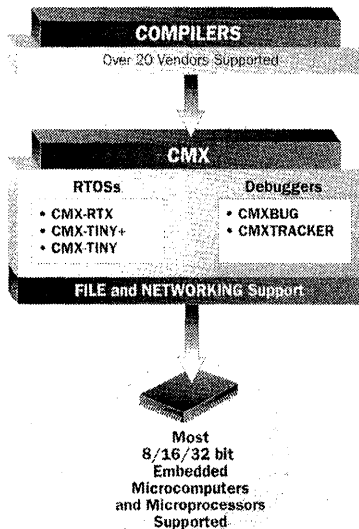 COMPILERS
Over 20 Vendors Supported
CMX
RTOSs
• CMX-RTX
• CMX-TINY+
• CMX-TINY
Debuggers
• CMXBUG
• CMXTRACKER
FILE and NETWORKING Support
Most
8/16/32 bit
Embedded
Microcomputers
and Microprocessors
Supported